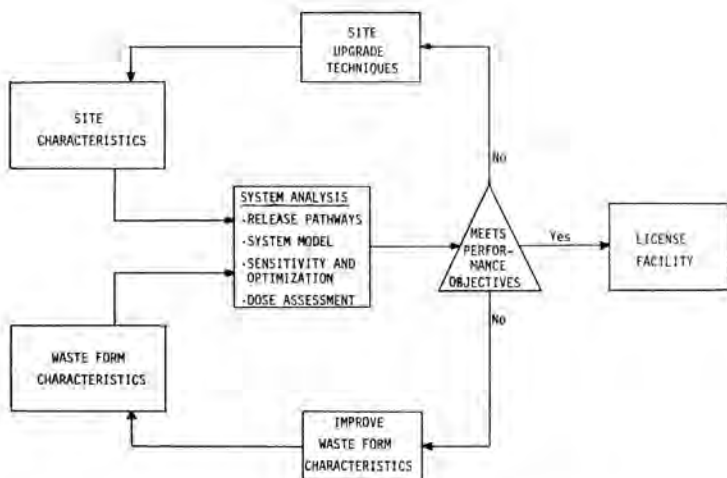 SITE
UPGRADE
TECHNIQUES
SITE
CHARACTERISTICS
No
SYSTEM ANALYSIS
·RELEASE PATHWAYS
·SYSTEM MODEL
·SENSITIVITY AND
OPTIMIZATION
·DOSE ASSESSMENT
MEETS
PERFOR-
MANCE
OBJECTIVES
Yes
LICENSE
FACILITY
No
WASTE FORM
CHARACTERISTICS
IMPROVE
WASTE FORM
CHARACTERISTICS